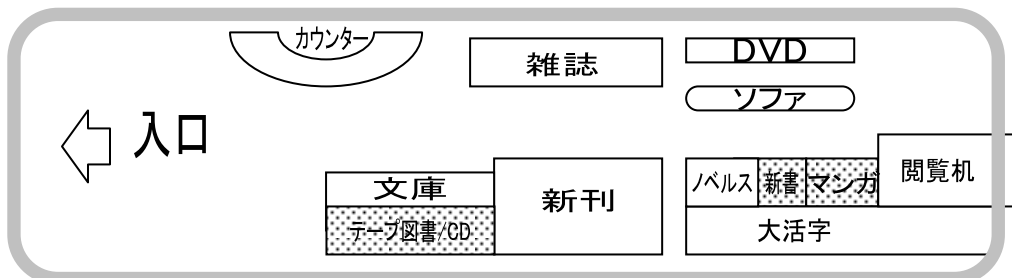 カウンター
雑誌
DVD
ソファ
入口
文庫
テープ図書/CD
新刊
ノベルス
新書
マンガ
閲覧机
大活字